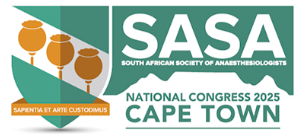 SASA
SOUTH AFRICAN SOCIETY OF ANAESTHESIOLOGISTS
NATIONAL CONGRESS 2025
CAPE TOWN
SAPIENTIA ET ARTE CUSTODIMUS